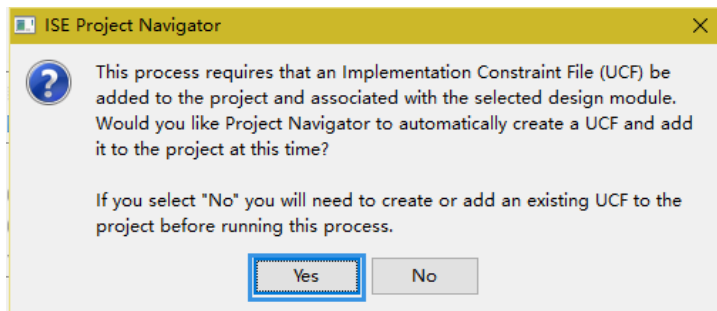 ISE Project Navigator
This process requires that an Implementation Constraint File (UCF) be
added to the project and associated with the selected design module.
Would you like Project Navigator to automatically create a UCF and add
it to the project at this time?
If you select "No" you will need to create or add an existing UCF to the
project before running this process.
Yes
No